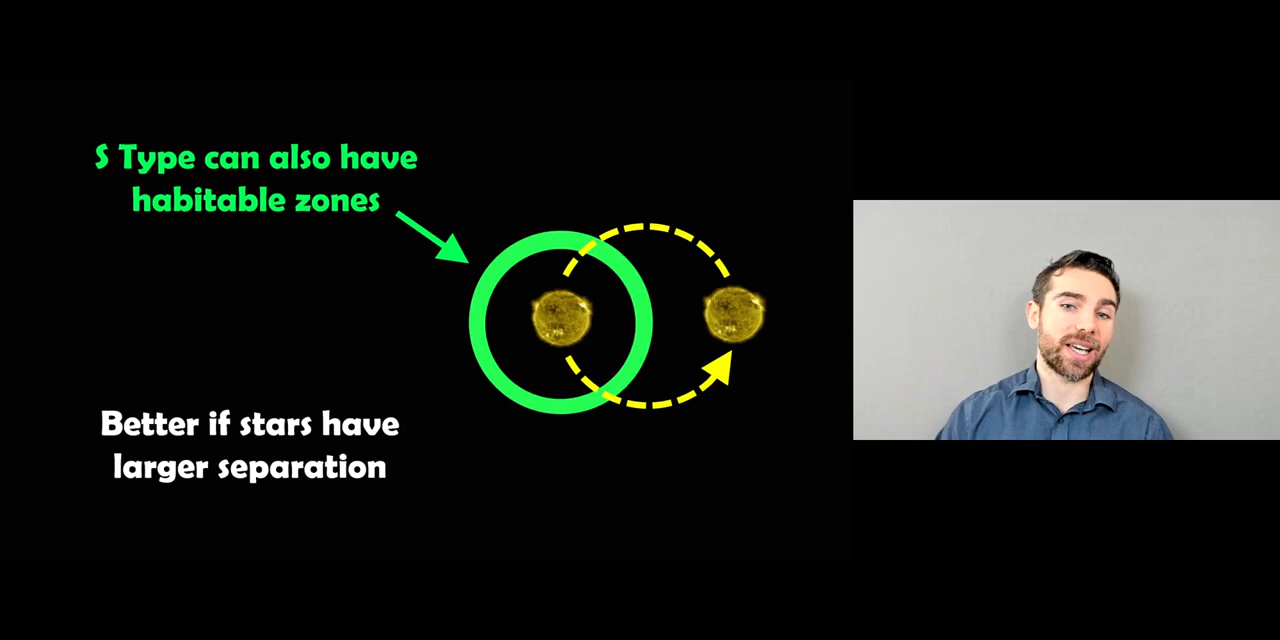 S Type can also have
habitable zones
Better if stars have
larger separation